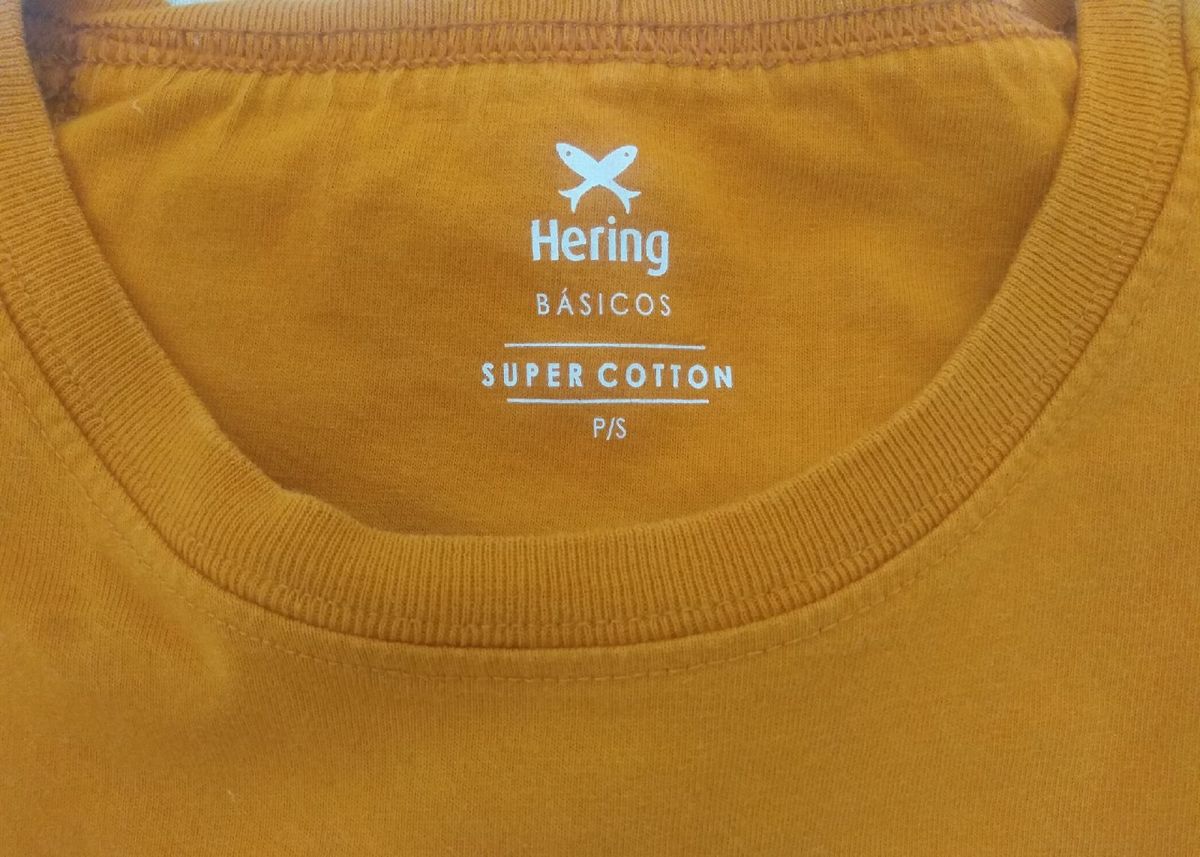 Hering
BÁSICOS
SUPER COTTON
P/S